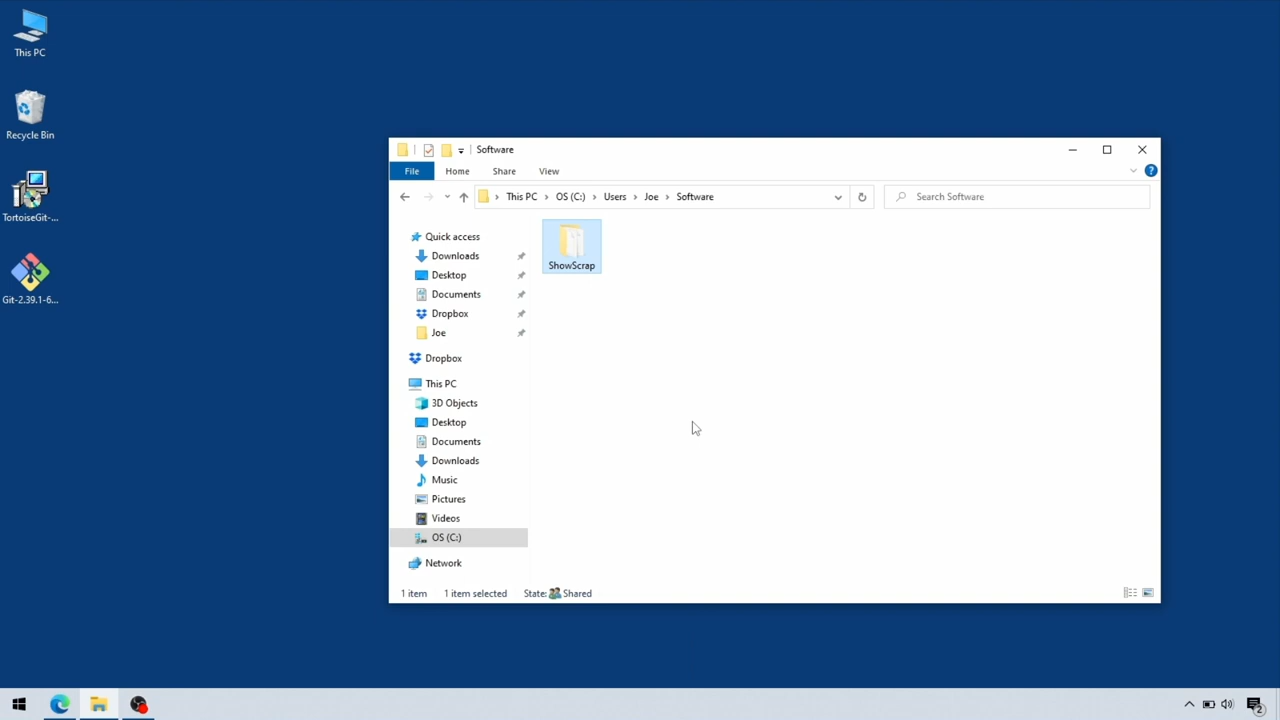 This PC
Recycle Bin
TortoiseGit-...
Git-2.39.1-6...
Software
File Home Share View
This PC OS (C:) Users Joe Software
Search Software
Quick access
Downloads
Desktop
Documents
Dropbox
Joe
Dropbox
This PC
3D Objects
Desktop
Documents
Downloads
Music
Pictures
Videos
OS (C:)
Network
ShowScrap
1 item 1 item selected State: Shared
2